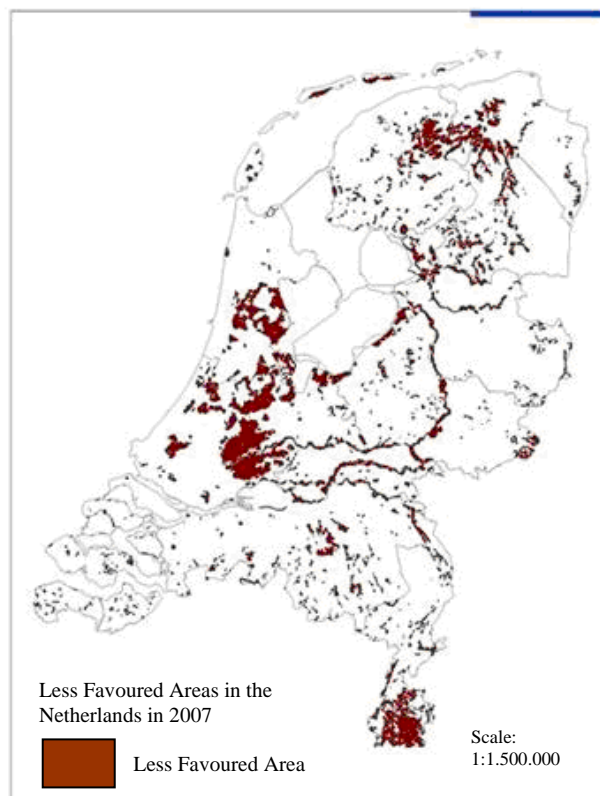 Less Favoured Areas in the
Netherlands in 2007
Less Favoured Area
Scale:
1:1.500.000